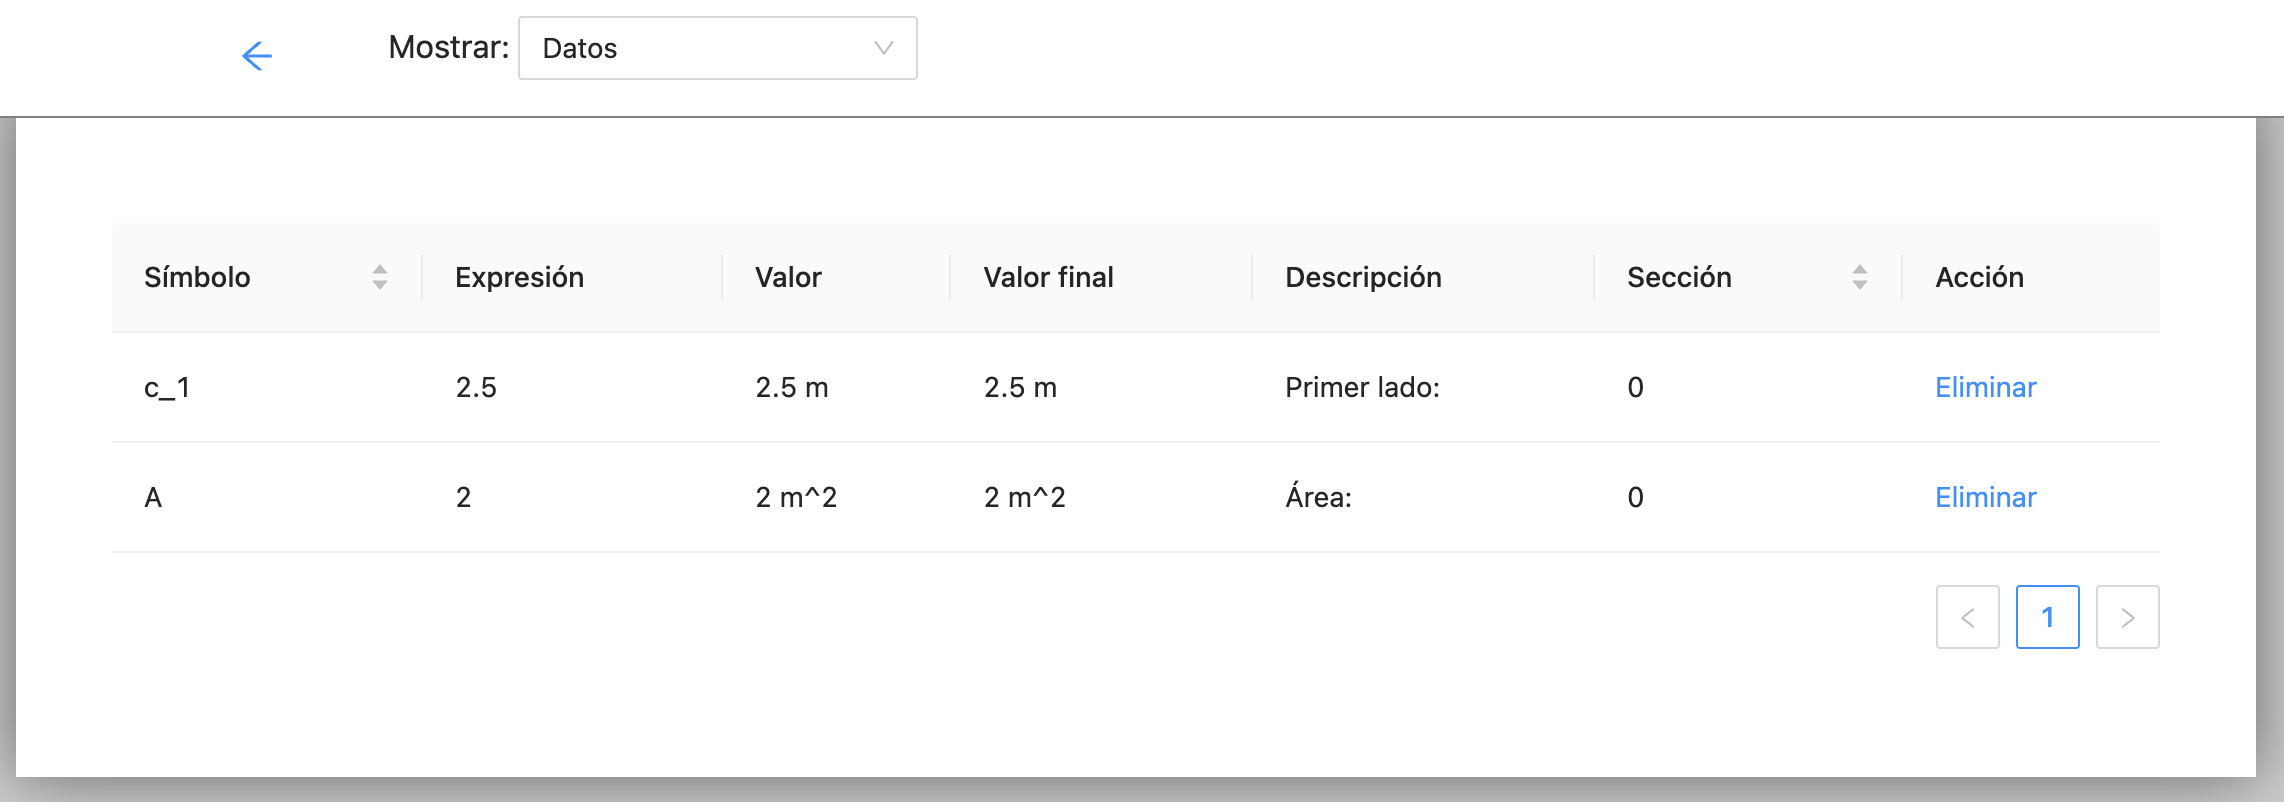 Mostrar: Datos
Símbolo Expresión Valor Valor final Descripción Sección Acción
c_1 2.5 2.5 m 2.5 m Primer lado: 0 Eliminar
A 2 2 m^2 2 m^2 Área: 0 Eliminar
< 1 >